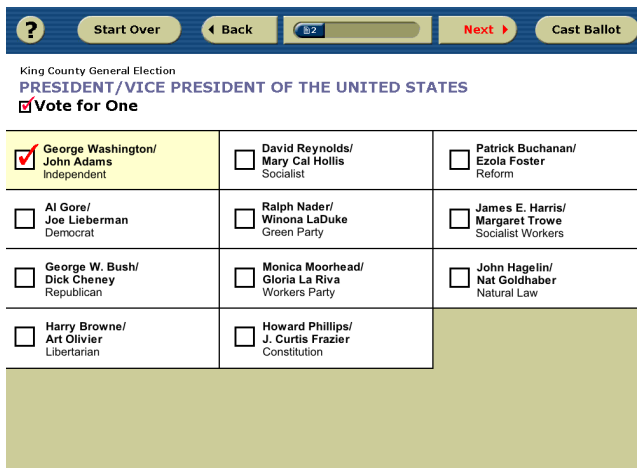 ?
Start Over
Back
2
Next
Cast Ballot
King County General Election
PRESIDENT/VICE PRESIDENT OF THE UNITED STATES
Vote for One
George Washington/
John Adams
Independent
David Reynolds/
Mary Cal Hollis
Socialist
Patrick Buchanan/
Ezola Foster
Reform
Al Gore/
Joe Lieberman
Democrat
Ralph Nader/
Winona LaDuke
Green Party
James E. Harris/
Margaret Trowe
Socialist Workers
George W. Bush/
Dick Cheney
Republican
Monica Moorhead/
Gloria La Riva
Workers Party
John Hagelin/
Nat Goldhaber
Natural Law
Harry Browne/
Art Olivier
Libertarian
Howard Phillips/
J. Curtis Frazier
Constitution